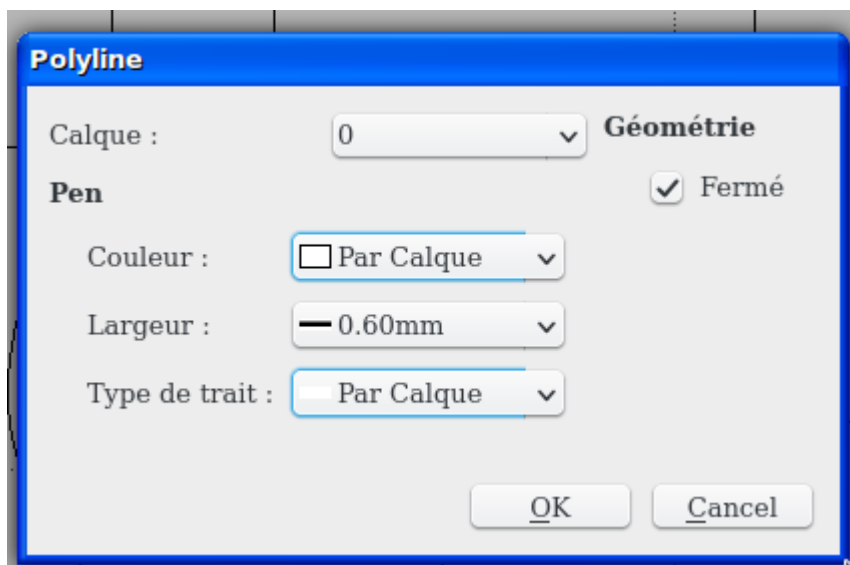 Polyline
Calque : 0 Géométrie
Pen Fermé
Couleur : Par Calque
Largeur : 0.60mm
Type de trait : Par Calque
OK Cancel